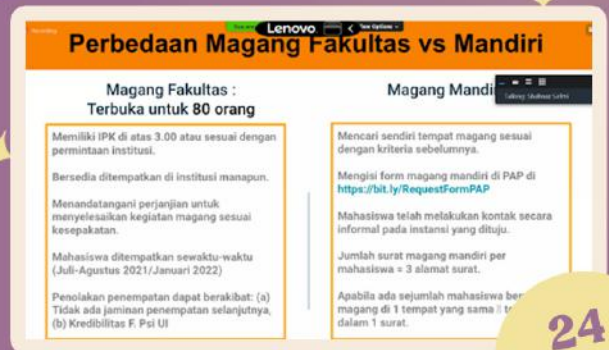 Lenovo
View Options
Perbedaan Magang Fakultas vs Mandiri
Magang Fakultas :
Terbuka untuk 80 orang
Memiliki IPK di atas 3.00 atau sesuai dengan
permintaan institusi.
Bersedia ditempatkan di institusi manapun.
Menandatangani perjanjian untuk
menyelesaikan kegiatan magang sesuai
kesepakatan.
Mahasiswa ditempatkan sewaktu-waktu
(Juli-Agustus 2021/Januari 2022)
Penolakan penempatan dapat berakibat: (a)
Tidak ada jaminan penempatan selanjutnya,
(b) Kredibilitas F. Psi UI
Magang Mandi
Talking:
Mencari sendiri tempat magang sesuai
dengan kriteria sebelumnya.
Mengisi form magang mandiri di PAP di
https://bit.ly/RequestFormPAP
Mahasiswa telah melakukan kontak secara
informal pada instansi yang dituju.
Jumlah surat magang mandiri per
mahasiswa = 3 alamat surat.
Apabila ada sejumlah mahasiswa ber
magang di 1 tempat yang sama
dalam 1 surat.
24